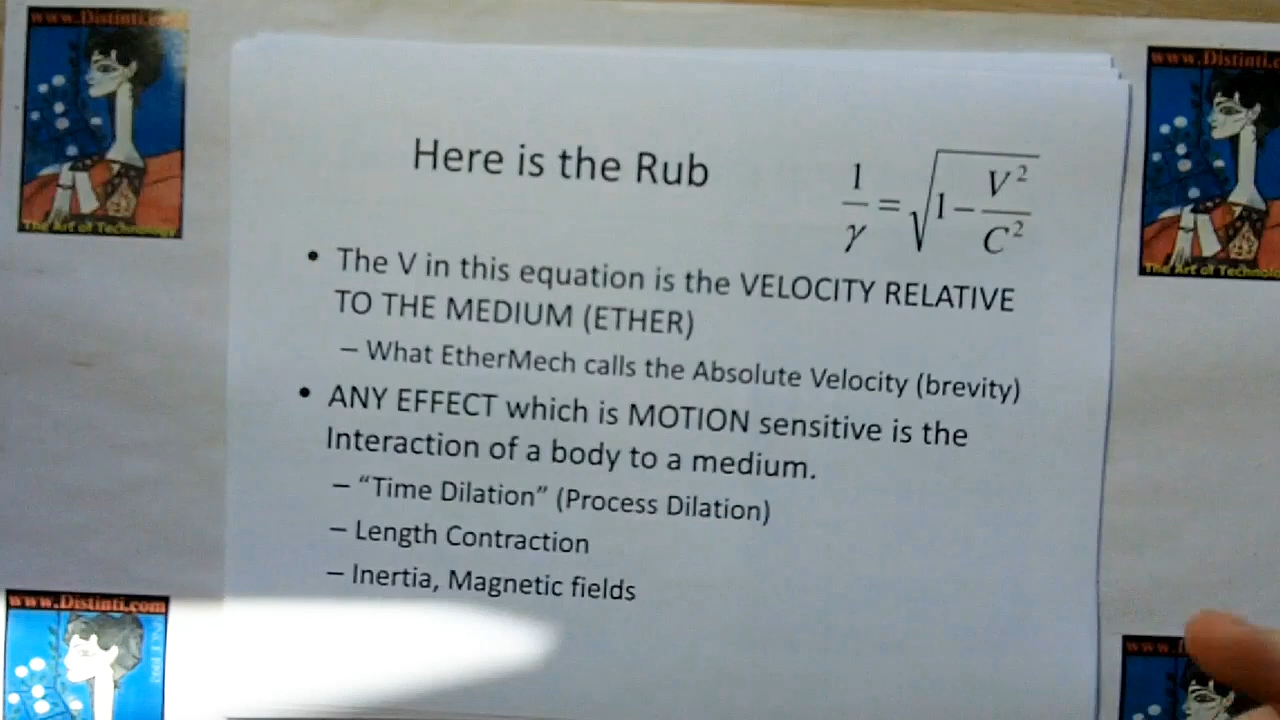 www.Distinti.com
The Art of Technology
www.Distinti.c
The Art of Technolo
Here is the Rub
1/γ = √(1 − V²/C²)
• The V in this equation is the VELOCITY RELATIVE
TO THE MEDIUM (ETHER)
– What EtherMech calls the Absolute Velocity (brevity)
• ANY EFFECT which is MOTION sensitive is the
Interaction of a body to a medium.
– “Time Dilation” (Process Dilation)
– Length Contraction
– Inertia, Magnetic fields
www.Distinti.com
www.